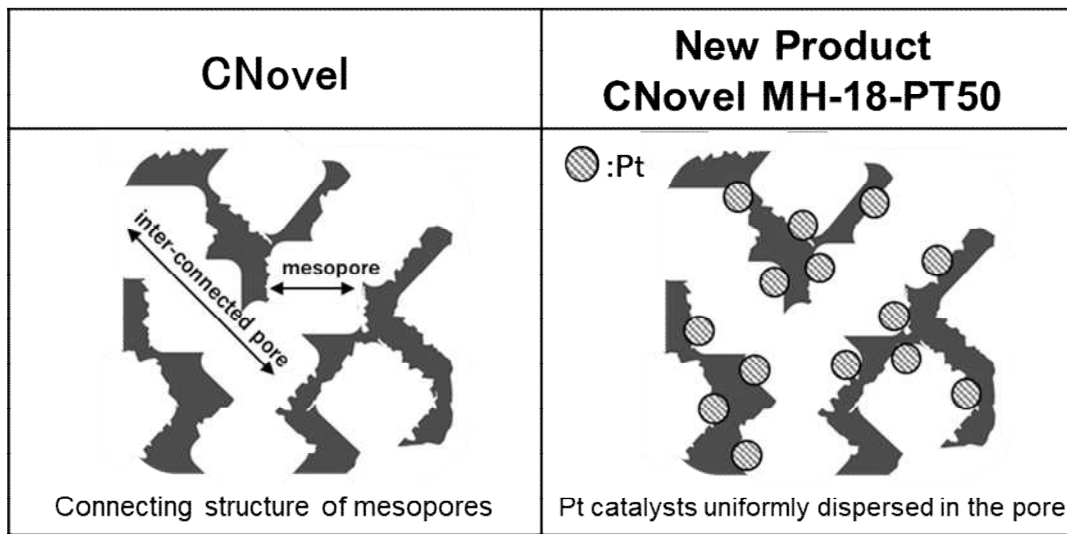 CNovel
New Product
CNovel MH-18-PT50
inter-connected pore
mesopore
Connecting structure of mesopores
:Pt
Pt catalysts uniformly dispersed in the pore